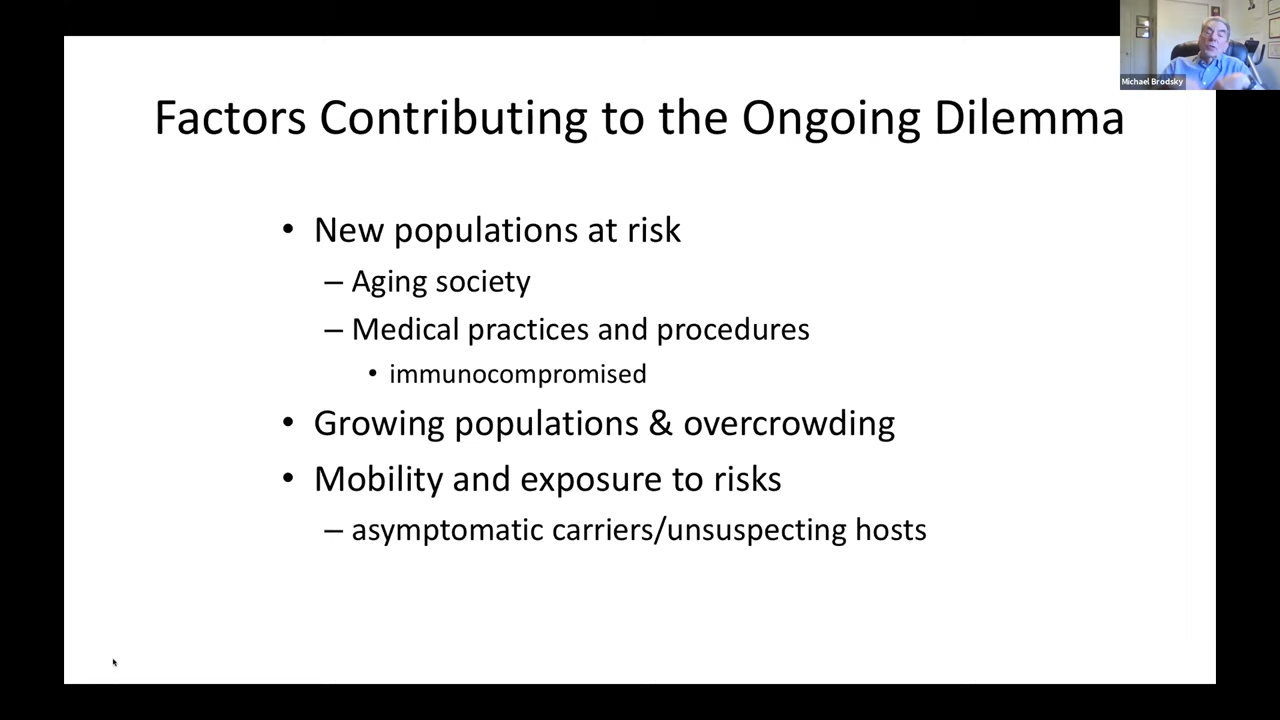 Michael Brodsky
Factors Contributing to the Ongoing Dilemma
• New populations at risk
– Aging society
– Medical practices and procedures
• immunocompromised
• Growing populations & overcrowding
• Mobility and exposure to risks
– asymptomatic carriers/unsuspecting hosts